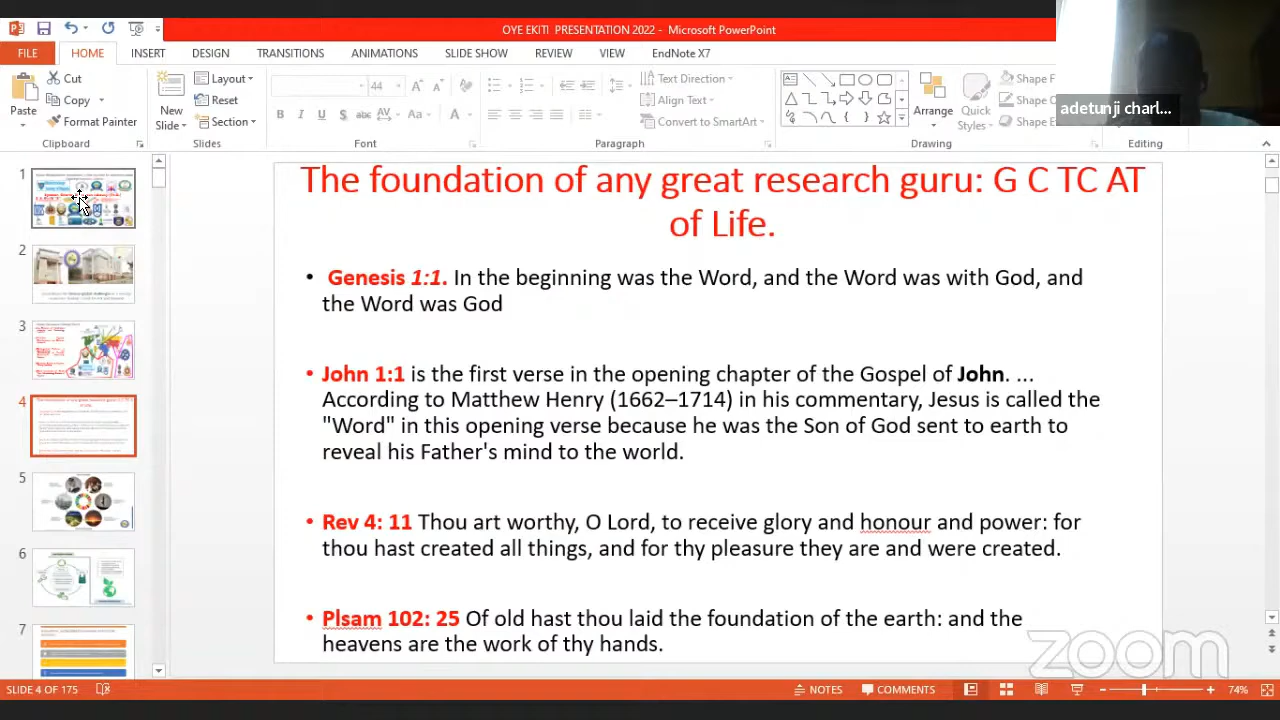 OYE EKITI PRESENTATION 2022 - Microsoft PowerPoint
FILE HOME INSERT DESIGN TRANSITIONS ANIMATIONS SLIDE SHOW REVIEW VIEW EndNote X7
Paste
Cut
Copy
Format Painter
Clipboard
New
Slide
Layout
Reset
Section
Slides
44
Font
Text Direction
Align Text
Convert to SmartArt
Paragraph
Arrange
Quick
Styles
Shape F
Shape O
Shape E
Drawing
Editing
adetunji charl...
1
2
3
4
5
6
7
The foundation of any great research guru: G C TC AT
of Life.
• Genesis 1:1. In the beginning was the Word, and the Word was with God, and
the Word was God
• John 1:1 is the first verse in the opening chapter of the Gospel of John. ...
According to Matthew Henry (1662–1714) in his commentary, Jesus is called the
"Word" in this opening verse because he was the Son of God sent to earth to
reveal his Father's mind to the world.
• Rev 4: 11 Thou art worthy, O Lord, to receive glory and honour and power: for
thou hast created all things, and for thy pleasure they are and were created.
• Plsam 102: 25 Of old hast thou laid the foundation of the earth: and the
heavens are the work of thy hands.
zoom
SLIDE 4 OF 175
NOTES COMMENTS 74%